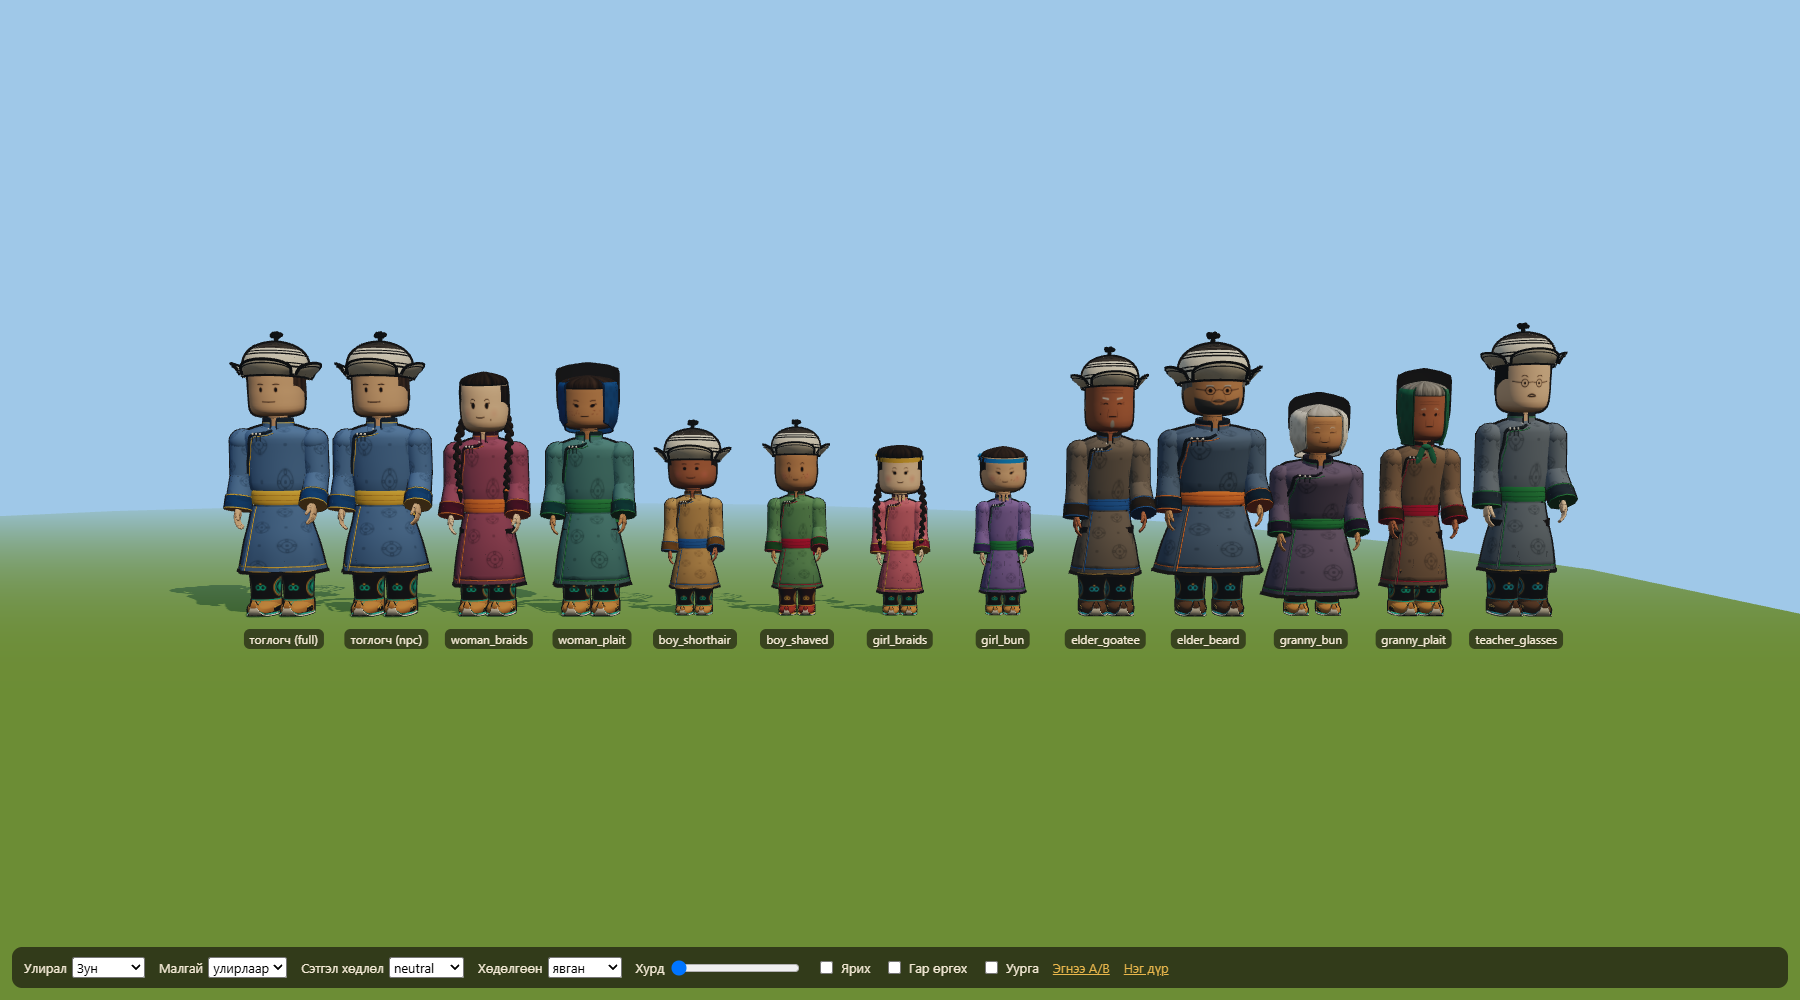 тоглогч (full) тоглогч (npc) woman_braids woman_plait boy_shorthair boy_shaved girl_braids girl_bun elder_goatee elder_beard granny_bun granny_plait teacher_glasses
Улирал Зун Малгай улирлаар Сэтгэл хөдлөл neutral Хөдөлгөөн явган Хурд Ярих Гар өргөх Уурга Эгнээ A/B Нэг дүр